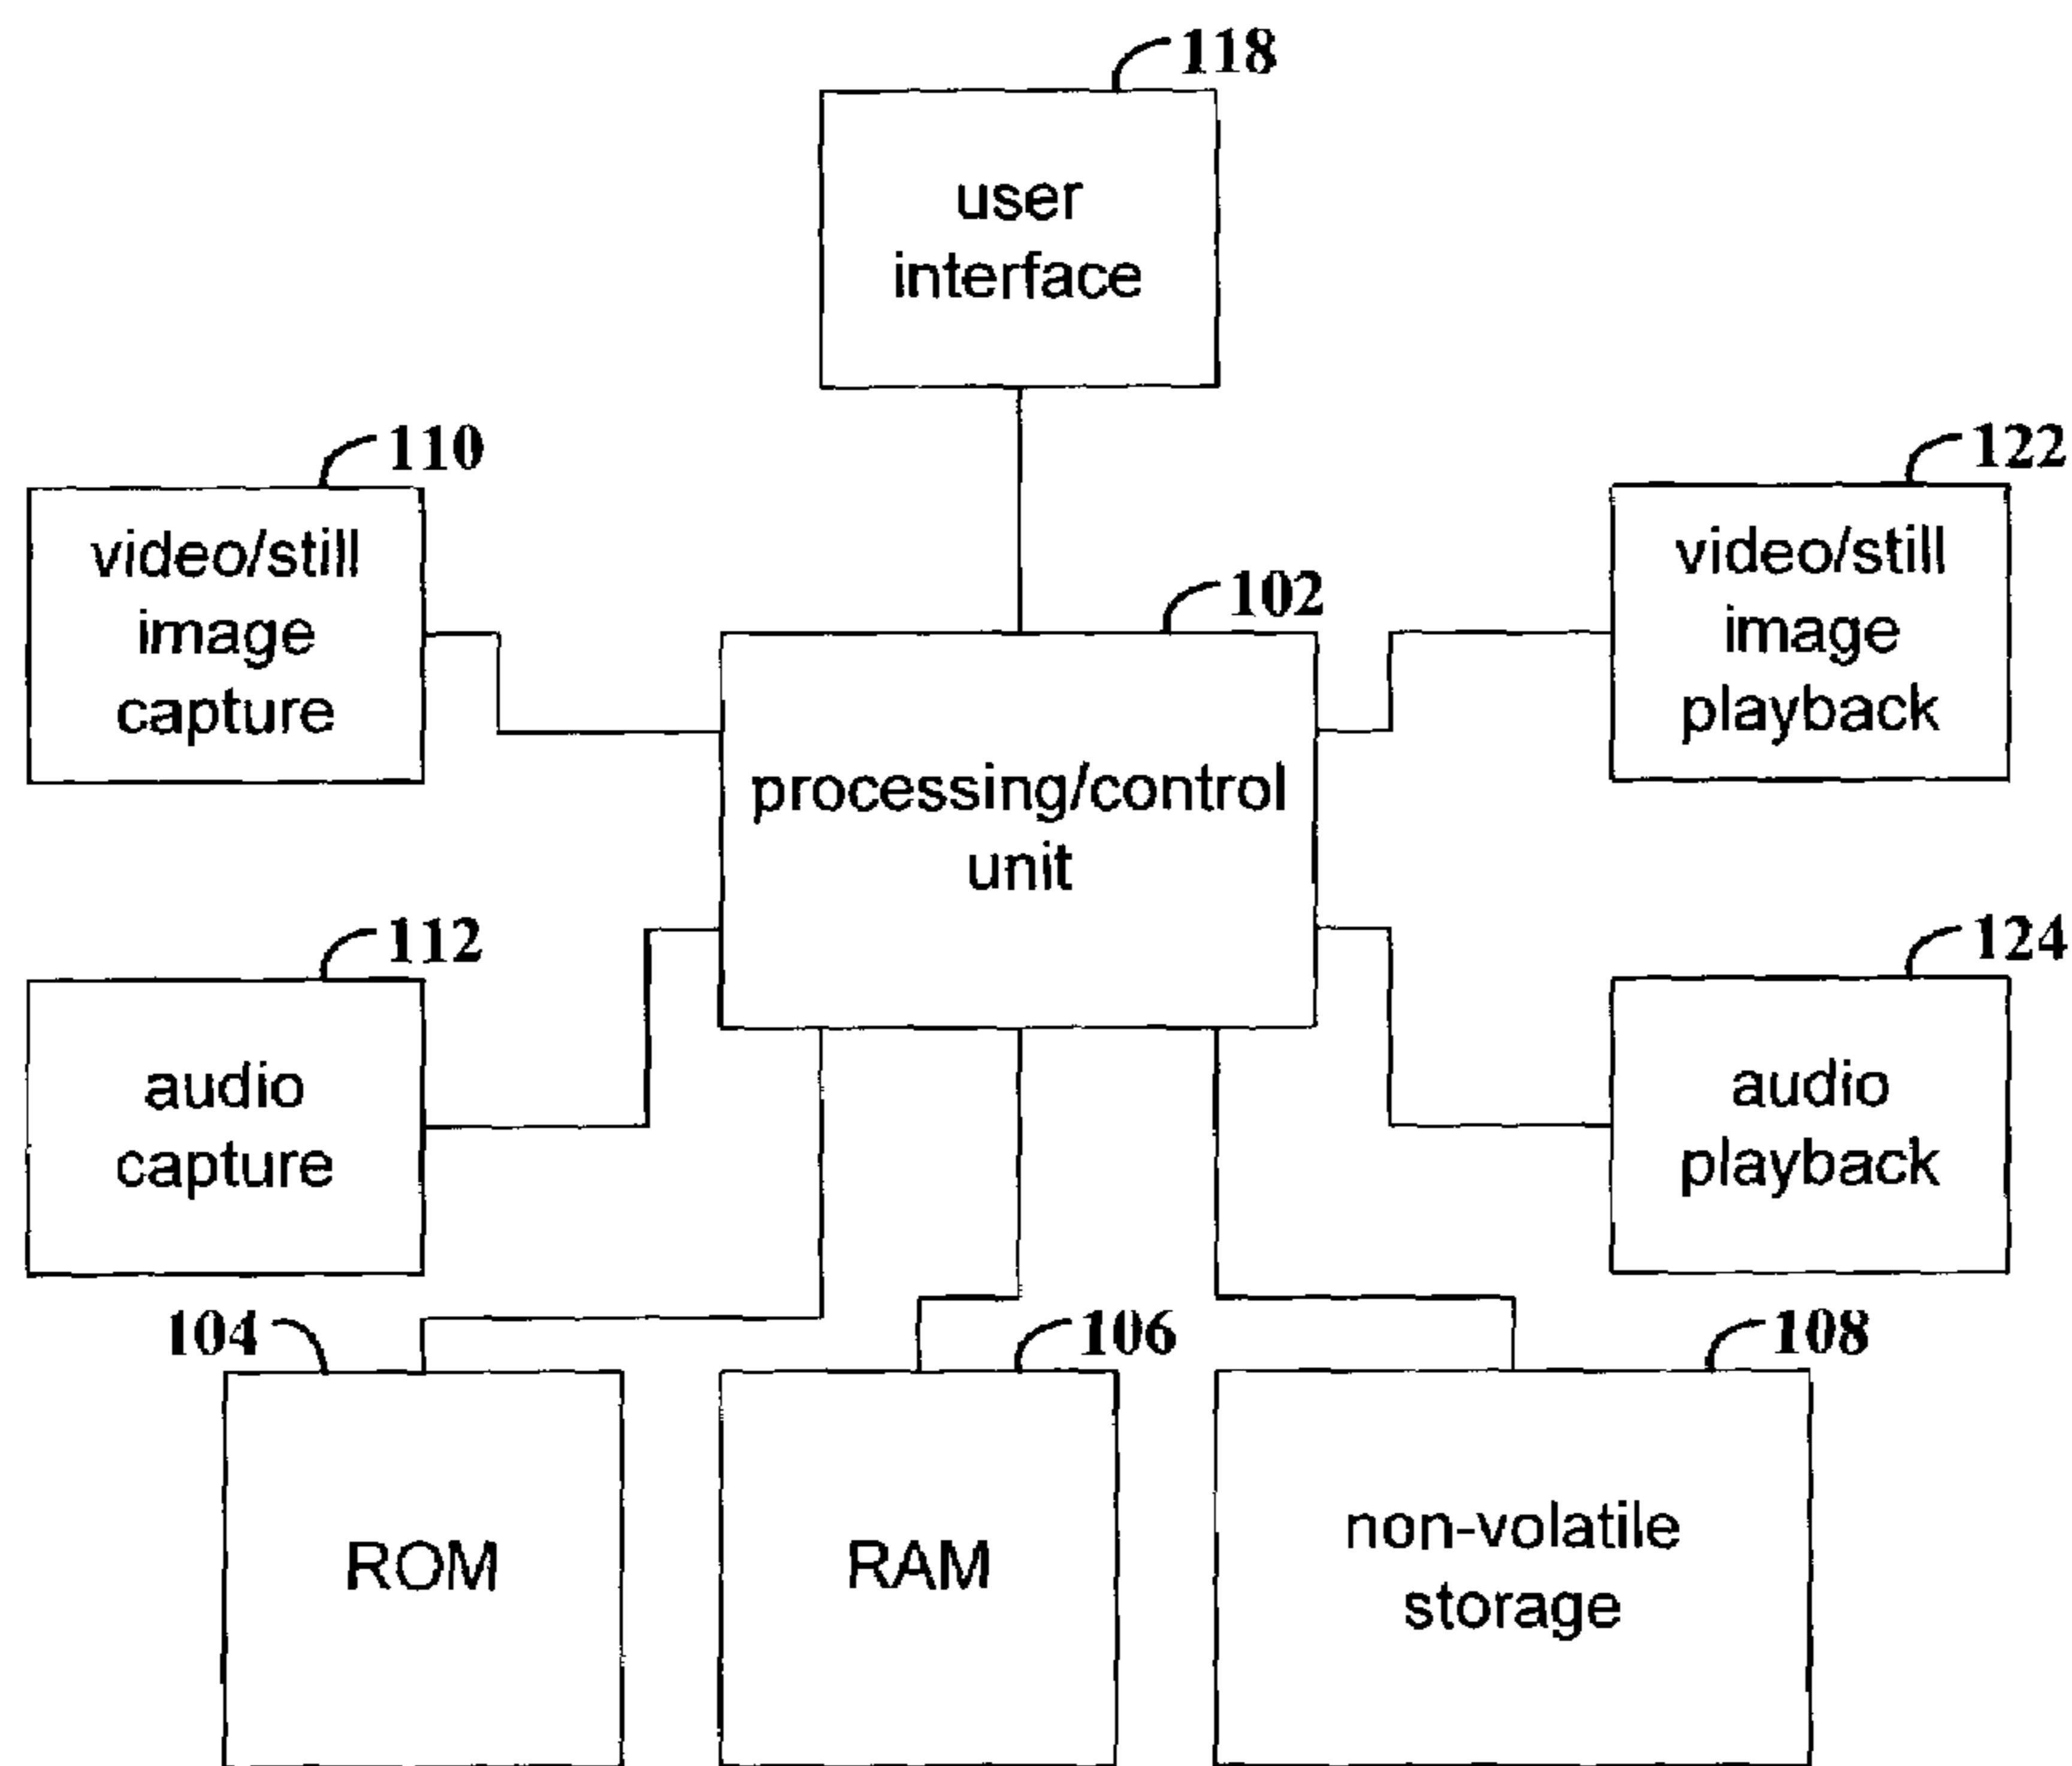 118
user
interface
110
video/still
image
capture
122
video/still
image
playback
102
processing/control
unit
112
audio
capture
124
audio
playback
104
ROM
106
RAM
108
non-volatile
storage